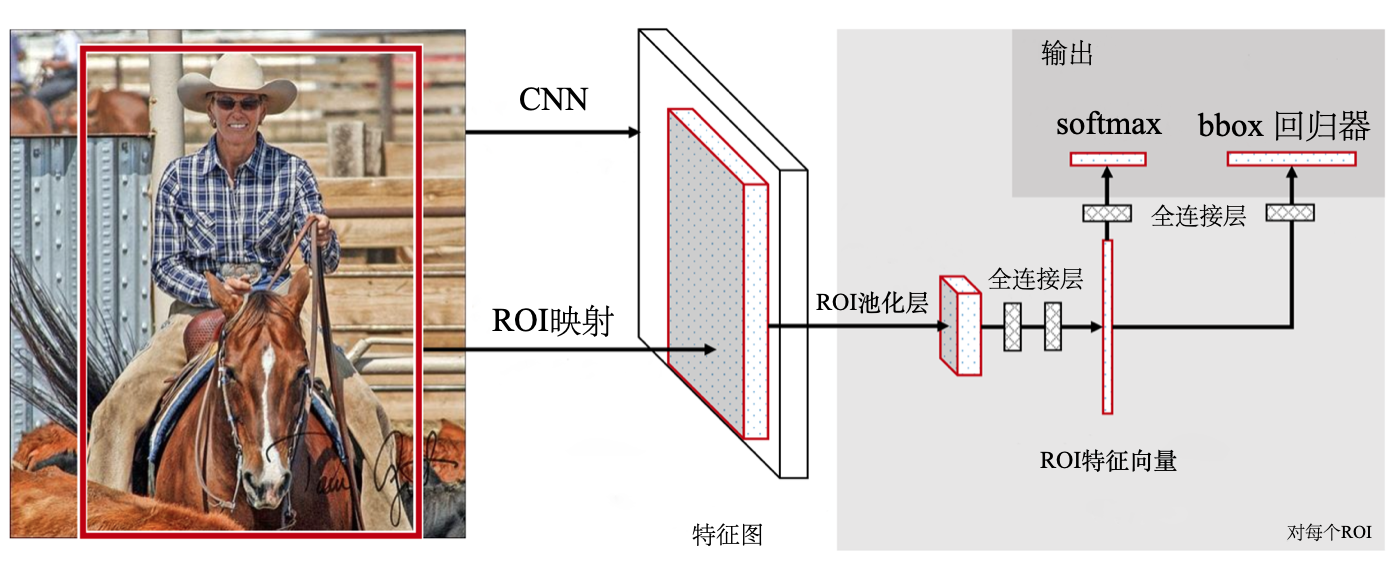 CNN
ROI映射
特征图
ROI池化层
全连接层
ROI特征向量
全连接层
输出
softmax
bbox 回归器
对每个ROI